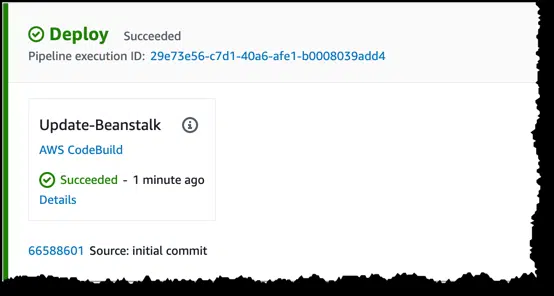 Deploy Succeeded
Pipeline execution ID: 29e73e56-c7d1-40a6-afe1-b0008039add4
Update-Beanstalk
AWS CodeBuild
Succeeded - 1 minute ago
Details
66588601 Source: initial commit